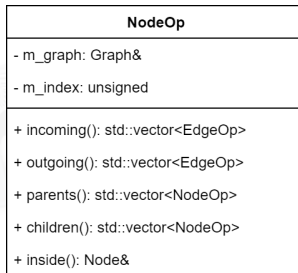 NodeOp
- m_graph: Graph&
- m_index: unsigned
+ incoming(): std::vector<EdgeOp>
+ outgoing(): std::vector<EdgeOp>
+ parents(): std::vector<NodeOp>
+ children(): std::vector<NodeOp>
+ inside(): Node&